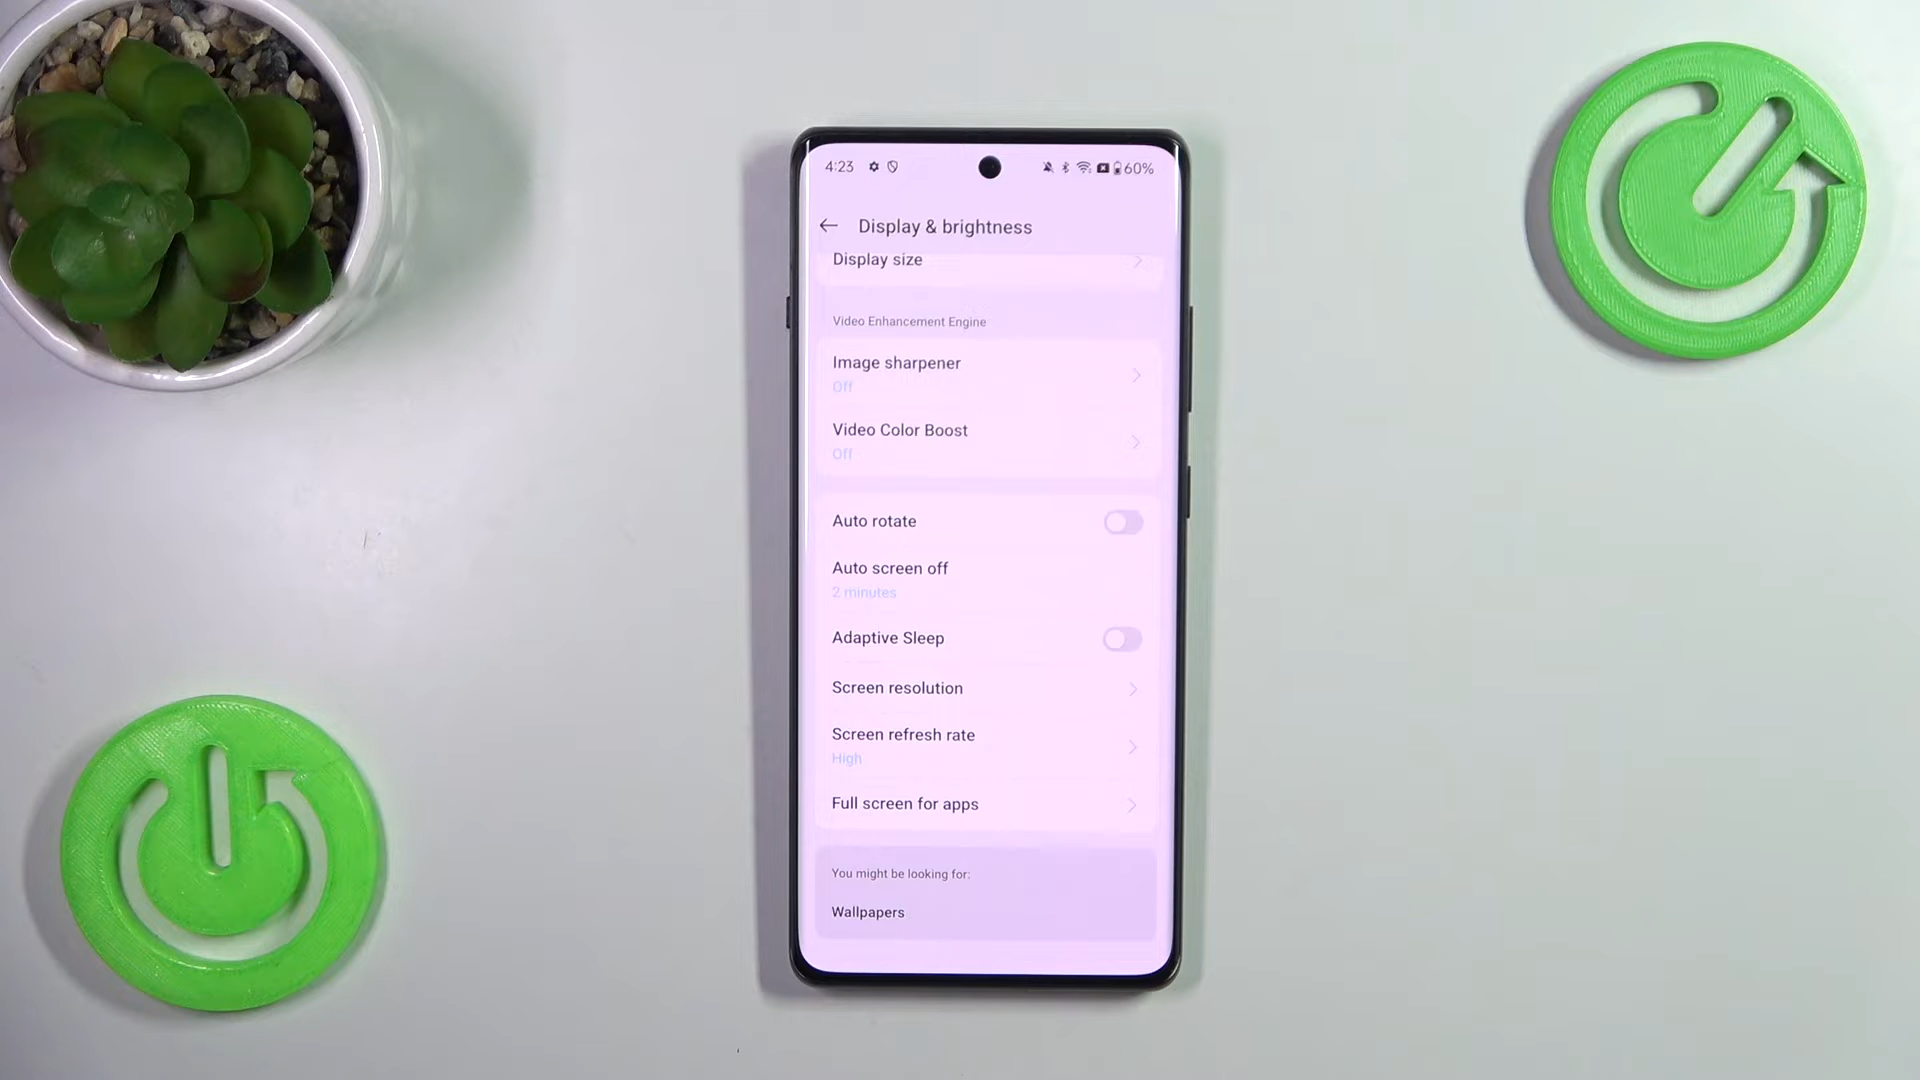 4:23
60%
Display & brightness
Display size
Video Enhancement Engine
Image sharpener
Off
Video Color Boost
Off
Auto rotate
Auto screen off
2 minutes
Adaptive Sleep
Screen resolution
Screen refresh rate
High
Full screen for apps
You might be looking for:
Wallpapers